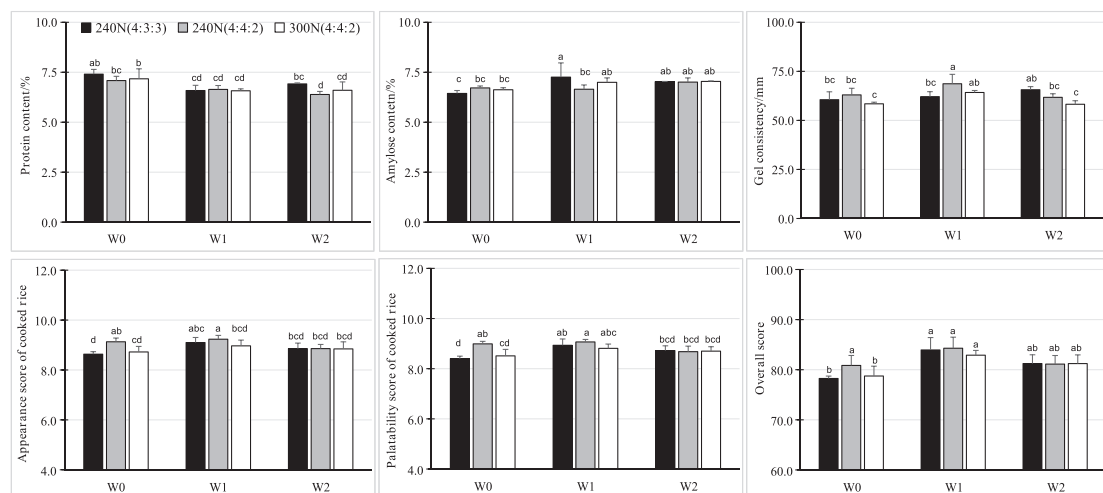 240N(4:3:3) 240N(4:4:2) 300N(4:4:2)
Protein content/%
10.0
7.5
5.0
2.5
0.0
ab bc b
cd cd cd
bc d cd
W0 W1 W2
Amylose contetn/%
10.0
7.5
5.0
2.5
0.0
c bc bc
a bc ab
ab ab ab
W0 W1 W2
Gel consistency/mm
100.0
75.0
50.0
25.0
0.0
bc bc c
bc a ab
ab bc c
W0 W1 W2
Appearance score of cooked rice
12.0
10.0
8.0
6.0
4.0
d ab cd
abc a bcd
bcd bcd bcd
W0 W1 W2
Palatability score of cooked rice
12.0
10.0
8.0
6.0
4.0
d ab cd
ab a abc
bcd bcd bcd
W0 W1 W2
Overall score
100.0
90.0
80.0
70.0
60.0
b a b
a a a
ab ab ab
W0 W1 W2